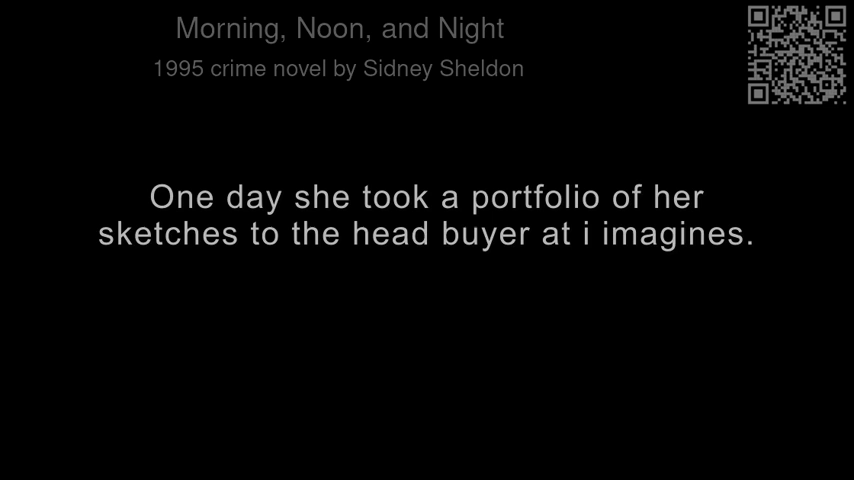 Morning, Noon, and Night
1995 crime novel by Sidney Sheldon
One day she took a portfolio of her
sketches to the head buyer at i imagines.